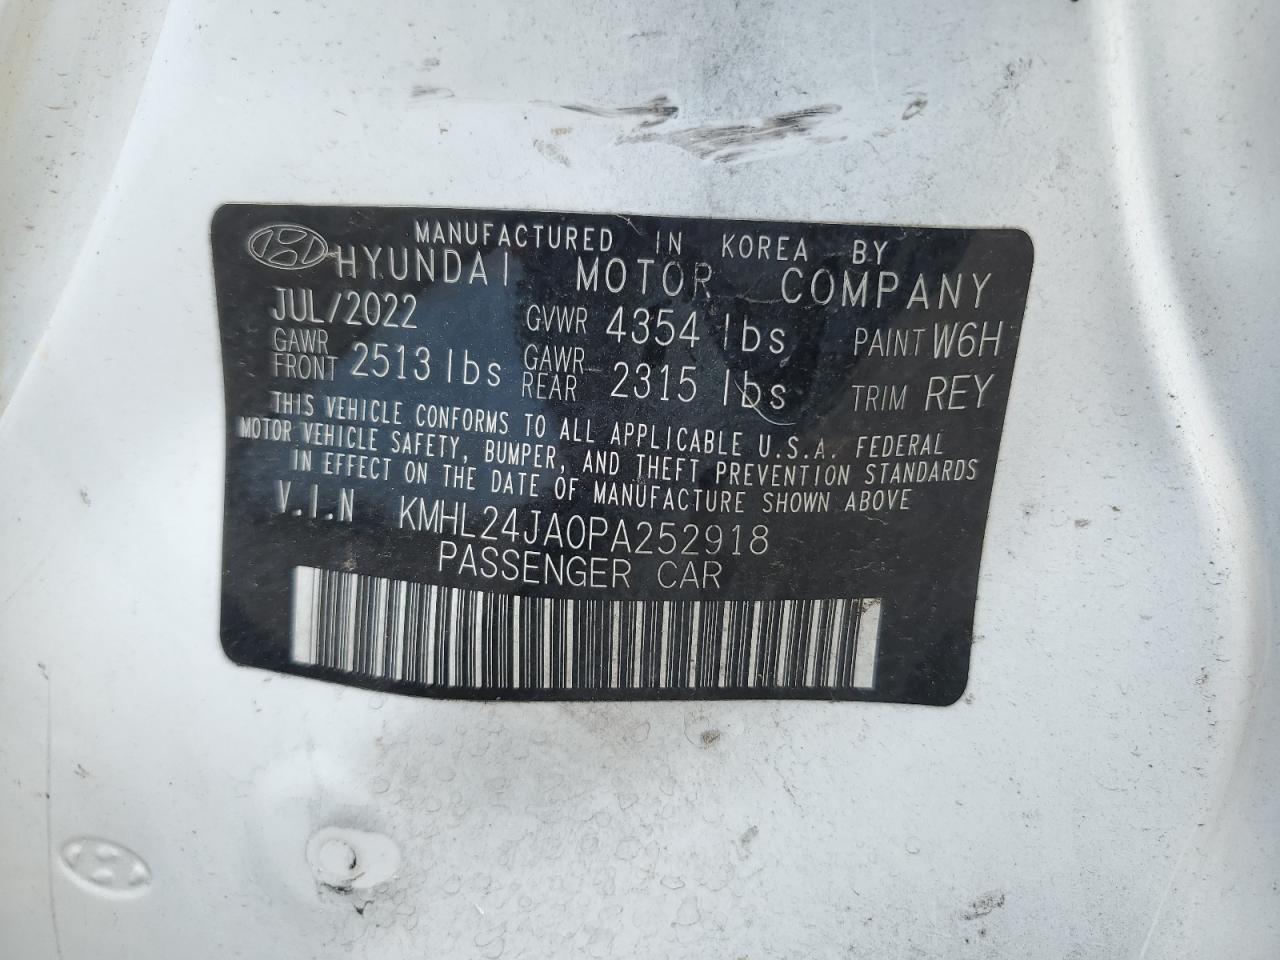 MANUFACTURED IN KOREA BY
HYUNDAI MOTOR COMPANY
JUL/2022 GVWR 4354 lbs PAINT W6H
GAWR FRONT 2513 lbs GAWR REAR 2315 lbs TRIM REY
THIS VEHICLE CONFORMS TO ALL APPLICABLE U.S.A. FEDERAL
MOTOR VEHICLE SAFETY, BUMPER, AND THEFT PREVENTION STANDARDS
IN EFFECT ON THE DATE OF MANUFACTURE SHOWN ABOVE
V.I.N KMHL24JA0PA252918
PASSENGER CAR